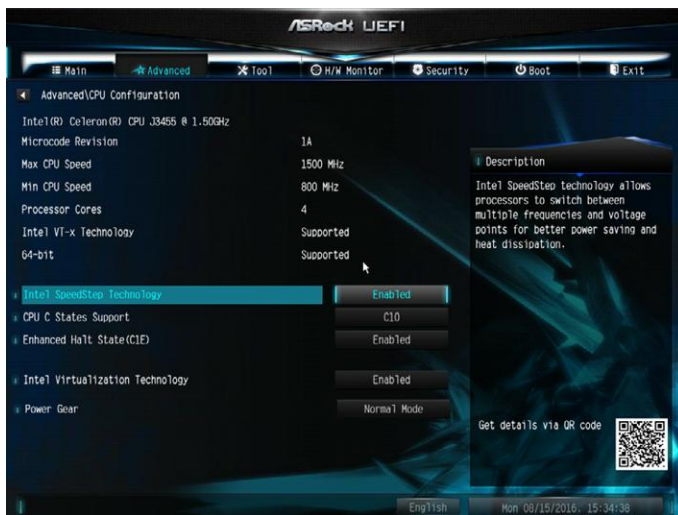 ASRock UEFI
Main Advanced Tool H/W Monitor Security Boot Exit
Advanced\CPU Configuration
Intel(R) Celeron(R) CPU J3455 @ 1.50GHz
Microcode Revision 1A
Max CPU Speed 1500 MHz
Min CPU Speed 800 MHz
Processor Cores 4
Intel VT-x Technology Supported
64-bit Supported
Intel SpeedStep Technology Enabled
CPU C States Support C10
Enhanced Halt State(C1E) Enabled
Intel Virtualization Technology Enabled
Power Gear Normal Mode
Description
Intel SpeedStep technology allows
processors to switch between
multiple frequencies and voltage
points for better power saving and
heat dissipation.
Get details via QR code
English Mon 08/15/2016. 15:34:38